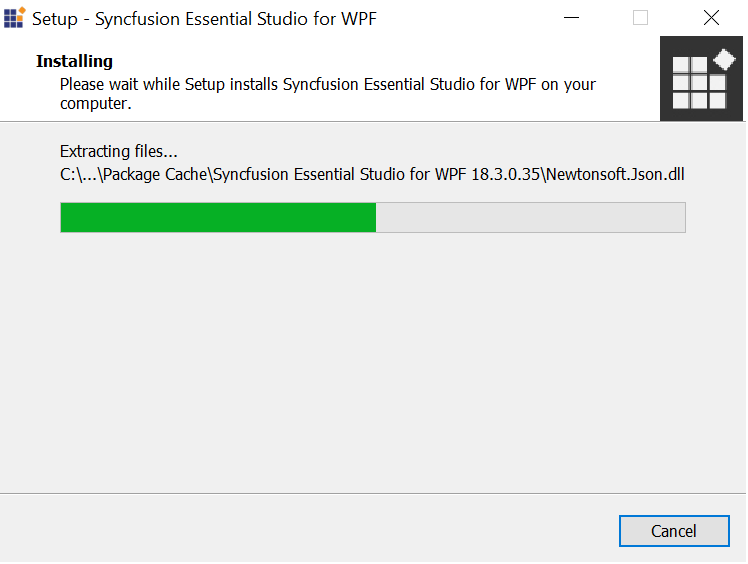 Setup - Syncfusion Essential Studio for WPF
Installing
Please wait while Setup installs Syncfusion Essential Studio for WPF on your
computer.
Extracting files...
C:\...\Package Cache\Syncfusion Essential Studio for WPF 18.3.0.35\Newtonsoft.Json.dll
Cancel